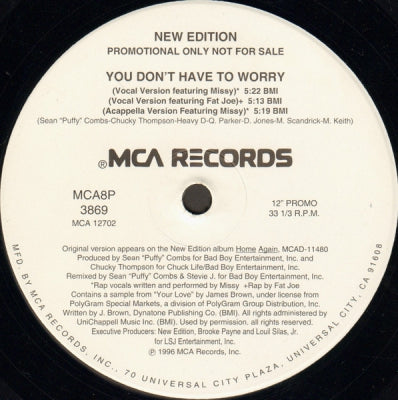 NEW EDITION
PROMOTIONAL ONLY NOT FOR SALE
YOU DON'T HAVE TO WORRY
(Vocal Version featuring Missy)* 5:22 BMI
(Vocal Version featuring Fat Joe)+ 5:13 BMI
(Acappella Version Featuring Missy)* 5:19 BMI
(Sean "Puffy" Combs-Chucky Thompson-Heavy D-Q. Parker-D. Jones-M. Scandrick-M. Keith)
®MCA RECORDS
MCA8P
3869
MCA 12702
12" PROMO
33 1/3 R.P.M.
Original version appears on the New Edition album Home Again, MCAD-11480
Produced by Sean "Puffy" Combs for Bad Boy Entertainment, Inc. and
Chucky Thompson for Chuck Life/Bad Boy Entertainment, Inc.
Remixed by Sean "Puffy" Combs & Stevie J. for Bad Boy Entertainment, Inc.
*Rap vocals written and performed by Missy +Rap by Fat Joe
Contains a sample from "Your Love" by James Brown, under license from
PolyGram Special Markets, a division of PolyGram Group Distribution, Inc.
Written by J. Brown, Dynatone Publishing Co. (BMI). All rights administered by
UniChappell Music Inc. (BMI). Used by permission. all rights reserved.
Executive Producers: New Edition, Brooke Payne and Louil Silas, Jr.
for LSJ Entertainment, Inc.
℗ 1996 MCA Records, Inc.
MFD. BY MCA RECORDS, INC., 70 UNIVERSAL CITY PLAZA, UNIVERSAL CITY, CA 91608